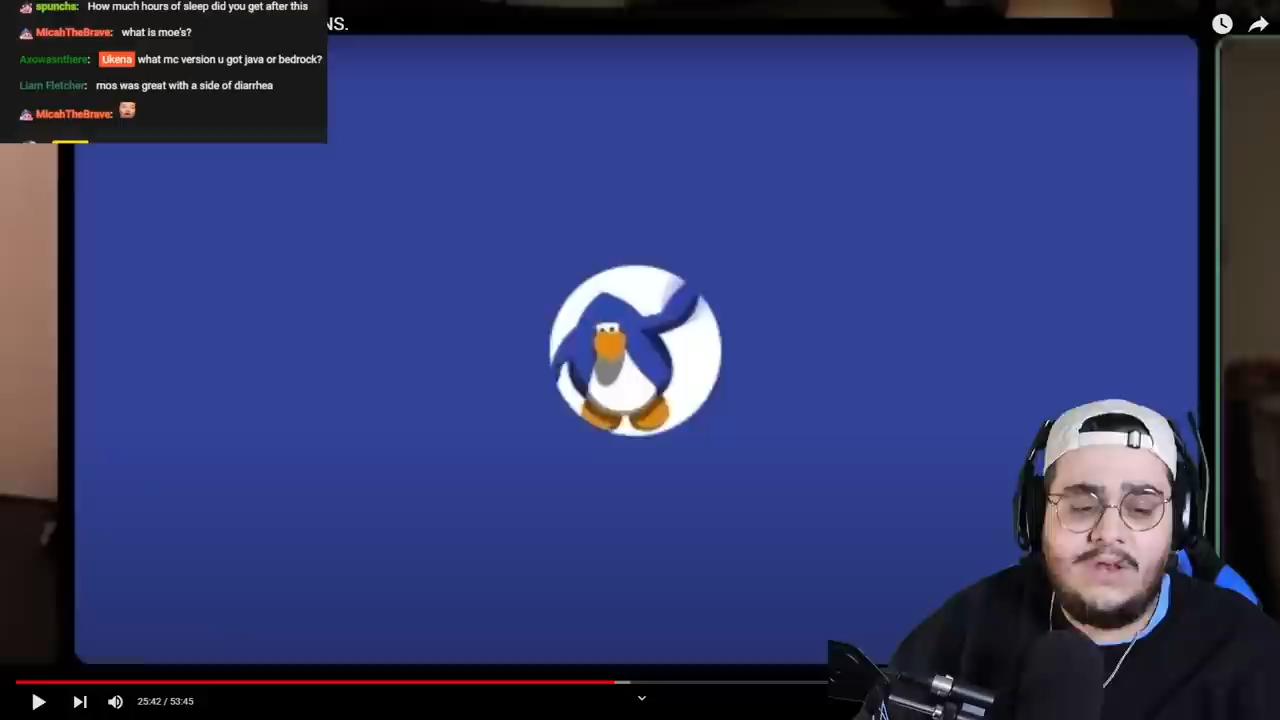 spunchs: How much hours of sleep did you get after this
NS.
MicahTheBrave: what is moe's?
Axowasnthere: Ukena what mc version u got java or bedrock?
Liam Fletcher: mos was great with a side of diarrhea
MicahTheBrave:
25:42 / 53:45